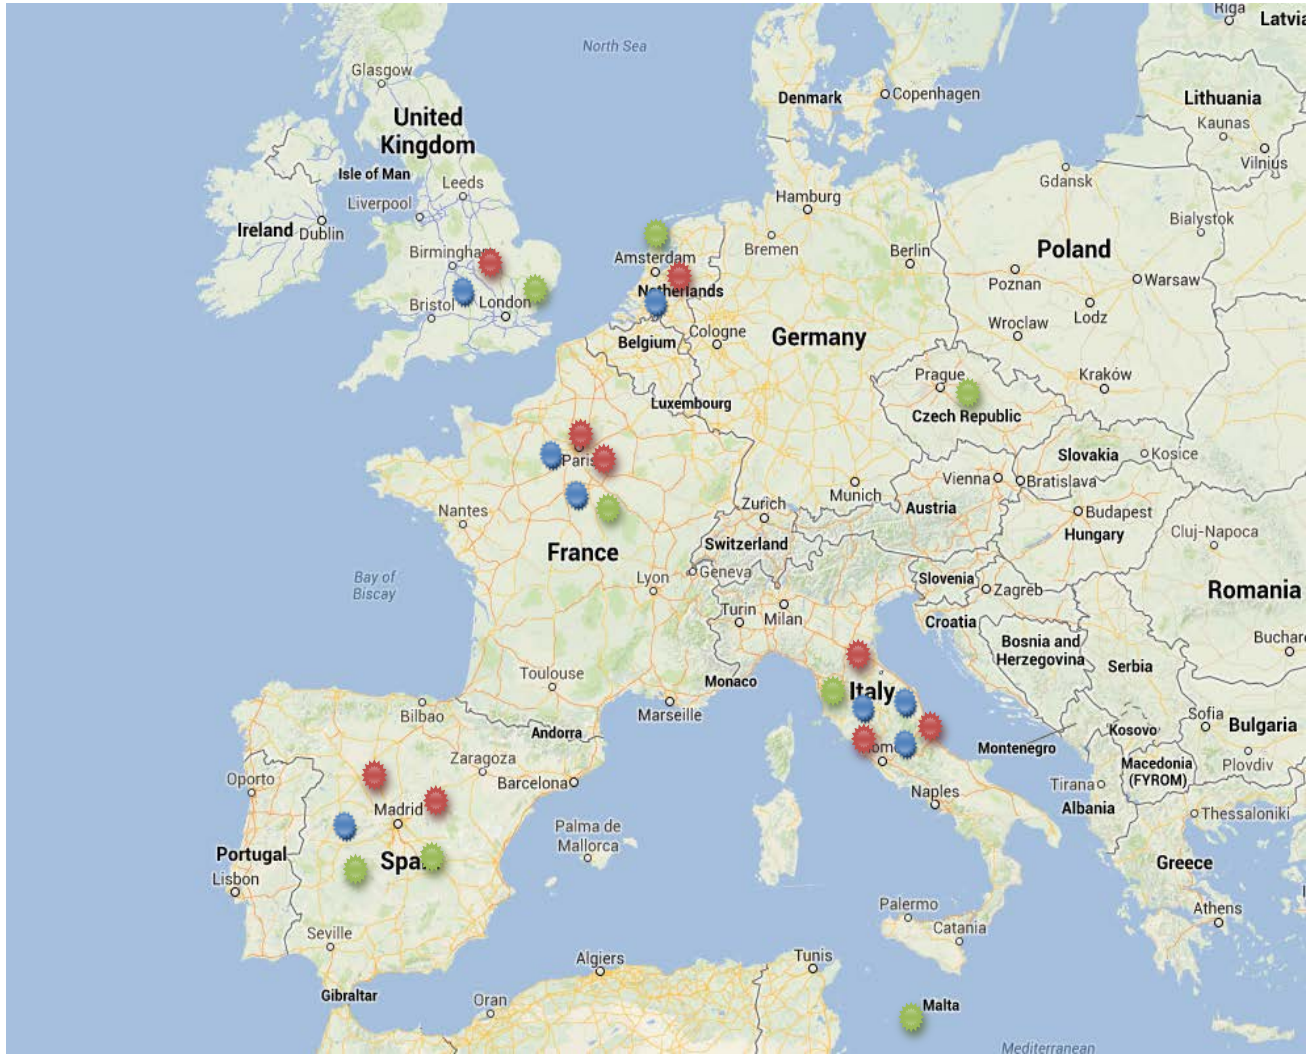 Riga
Latvia
North Sea
Glasgow
Denmark
Copenhagen
Lithuania
Kaunas
United
Kingdom
Vilnius
Isle of Man
Leeds
Gdansk
Hamburg
Liverpool
Bialystok
Ireland
Dublin
Bremen
Berlin
Poland
Birmingham
Amsterdam
Warsaw
Poznan
Netherlands
Bristol
London
Lodz
Wroclaw
Cologne
Germany
Belgium
Prague
Kraków
Luxembourg
Czech Republic
Slovakia
Kosice
Paris
Vienna
Bratislava
Munich
Zurich
Austria
Nantes
Budapest
Hungary
Cluj-Napoca
Switzerland
France
Geneva
Lyon
Bay of
Biscay
Slovenia
Zagreb
Romania
Turin
Milan
Croatia
Bosnia and
Herzegovina
Serbia
Buchar
Toulouse
Monaco
Italy
Marseille
Bilbao
Sofia
Bulgaria
Andorra
Kosovo
Montenegro
Rome
Zaragoza
Plovdiv
Macedonia
(FYROM)
Oporto
Barcelona
Tirana
Naples
Albania
Madrid
Thessaloniki
Palma de
Mallorca
Portugal
Spain
Greece
Lisbon
Palermo
Athens
Catania
Seville
Algiers
Tunis
Gibraltar
Oran
Malta
Mediterranean